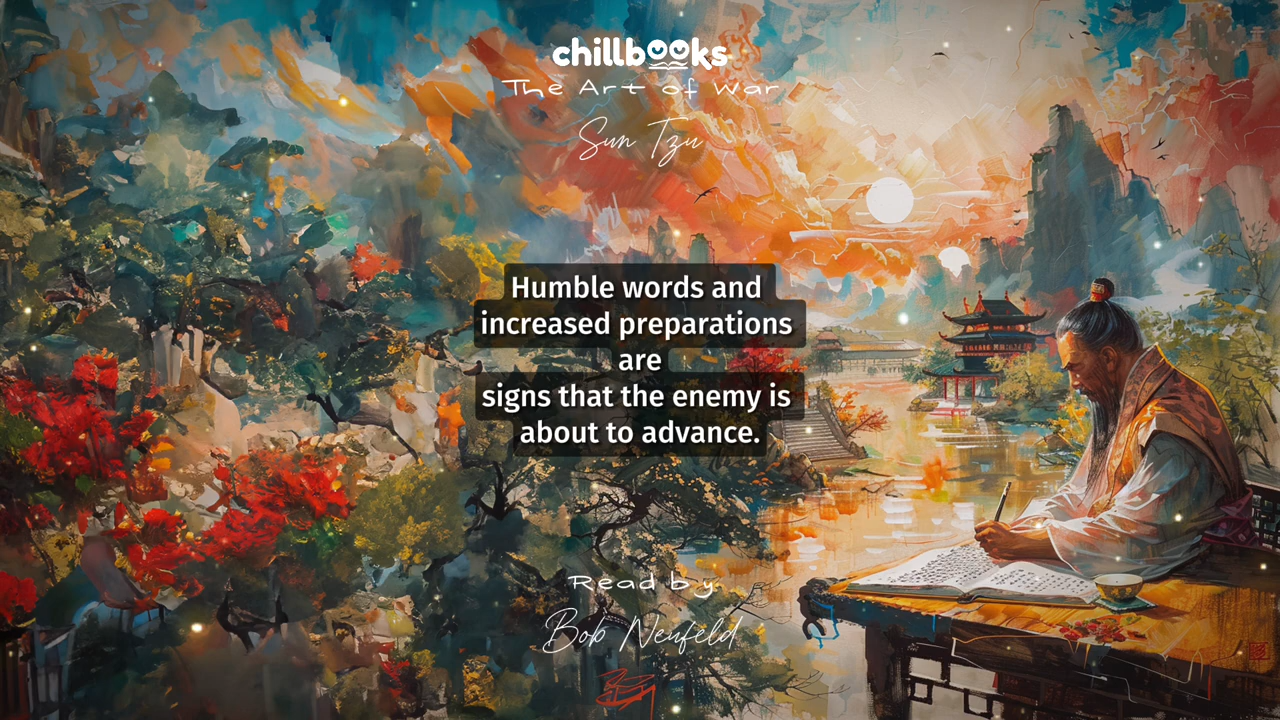 chillbooks
The Art of War
Sun Tzu
Humble words and
increased preparations
are
signs that the enemy is
about to advance.
Read by
Bob Neufeld